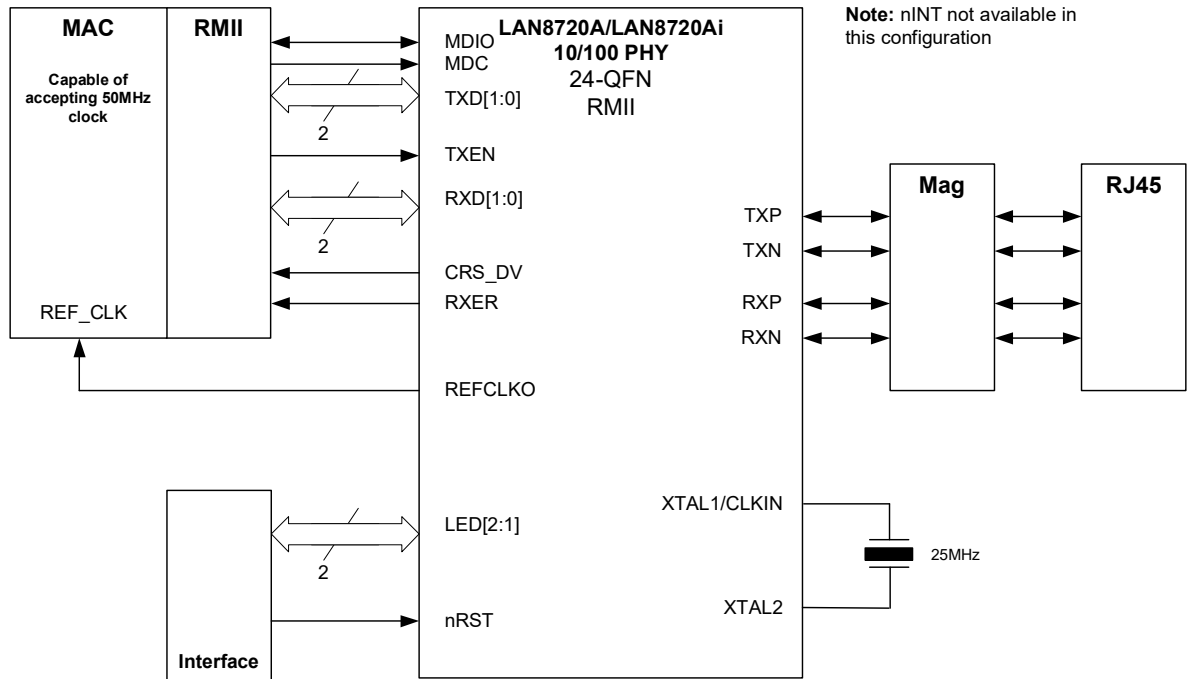 MAC
RMII
Capable of
accepting 50MHz
clock
REF_CLK
LAN8720A/LAN8720Ai
10/100 PHY
24-QFN
RMII
MDIO
MDC
TXD[1:0]
2
TXEN
RXD[1:0]
2
CRS_DV
RXER
REFCLKO
LED[2:1]
2
nRST
Interface
TXP
TXN
RXP
RXN
XTAL1/CLKIN
XTAL2
25MHz
Mag
RJ45
Note: nINT not available in
this configuration